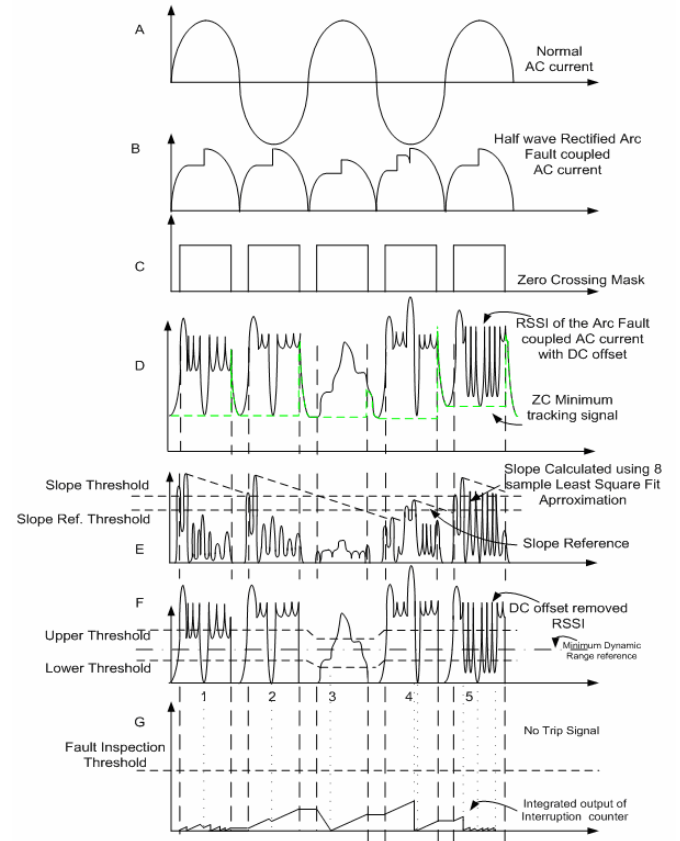 A
Normal
AC current
B
Half wave Rectified Arc
Fault coupled
AC current
C
Zero Crossing Mask
D
RSSI of the Arc Fault
coupled AC current
with DC offset
ZC Minimum
tracking signal
Slope Threshold
Slope Calculated using 8
sample Least Square Fit
Aprroximation
Slope Ref. Threshold
E
Slope Reference
F
DC offset removed
RSSI
Upper Threshold
Minimum Dynamic
Range reference
Lower Threshold
1 2 3 4 5
G
No Trip Signal
Fault Inspection
Threshold
Integrated output of
Interruption counter